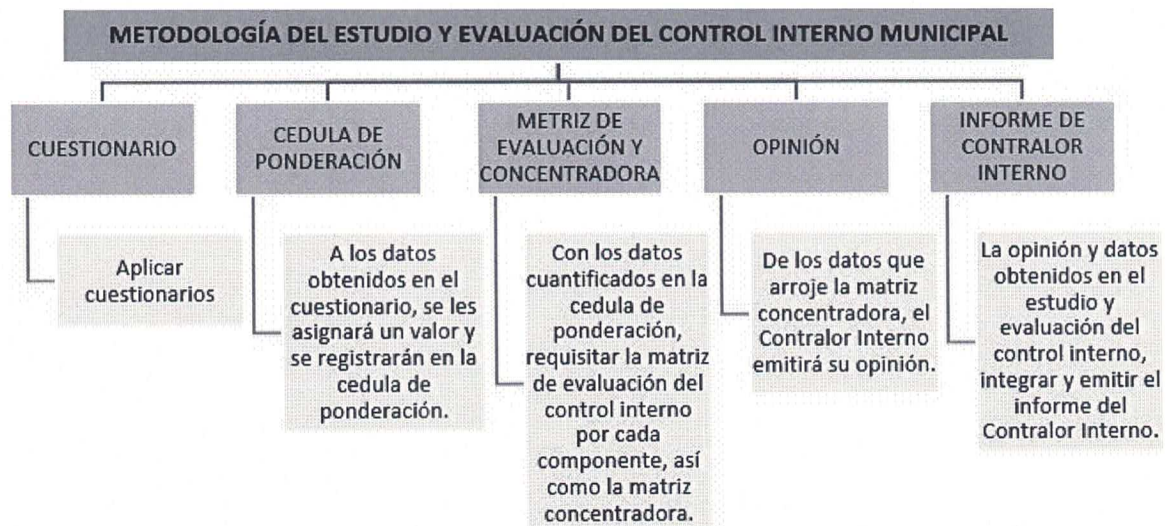 METODOLOGÍA DEL ESTUDIO Y EVALUACIÓN DEL CONTROL INTERNO MUNICIPAL
CUESTIONARIO
Aplicar
cuestionarios
CEDULA DE
PONDERACIÓN
A los datos
obtenidos en el
cuestionario, se les
asignará un valor y
se registrarán en la
cedula de
ponderación.
METRIZ DE
EVALUACIÓN Y
CONCENTRADORA
Con los datos
cuantificados en la
cedula de
ponderación,
requisitar la matriz
de evaluación del
control interno
por cada
componente, así
como la matriz
concentradora.
OPINIÓN
De los datos que
arroje la matriz
concentradora, el
Contralor Interno
emitirá su opinión.
INFORME DE
CONTRALOR
INTERNO
La opinión y datos
obtenidos en el
estudio y
evaluación del
control interno,
integrar y emitir el
informe del
Contralor Interno.